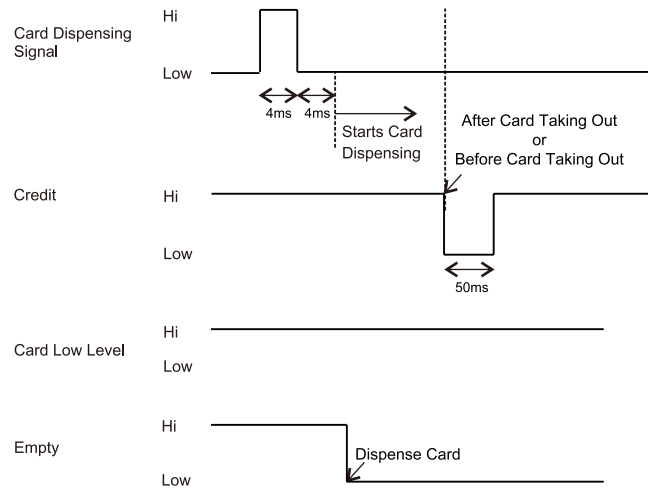 Card Dispensing
Signal
Hi
Low
4ms
4ms
Starts Card
Dispensing
After Card Taking Out
or
Before Card Taking Out
Credit
Hi
Low
50ms
Card Low Level
Hi
Low
Empty
Hi
Low
Dispense Card